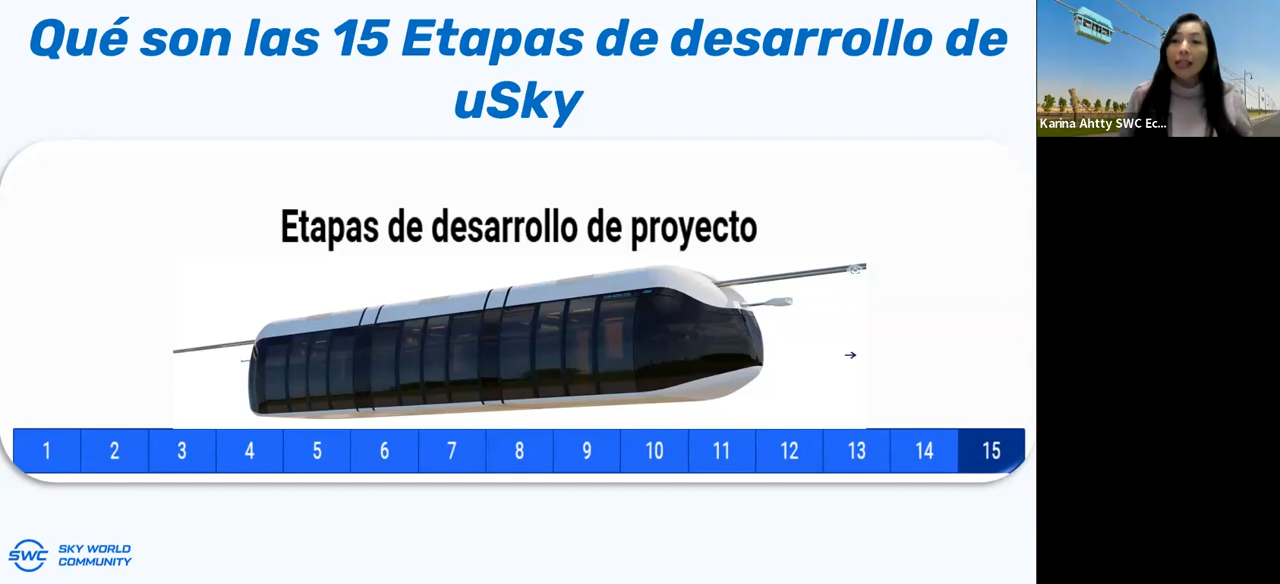 Qué son las 15 Etapas de desarrollo de
uSky
Karina Ahtty SWC Ec...
Etapas de desarrollo de proyecto
1 2 3 4 5 6 7 8 9 10 11 12 13 14 15
SWC SKY WORLD
COMMUNITY